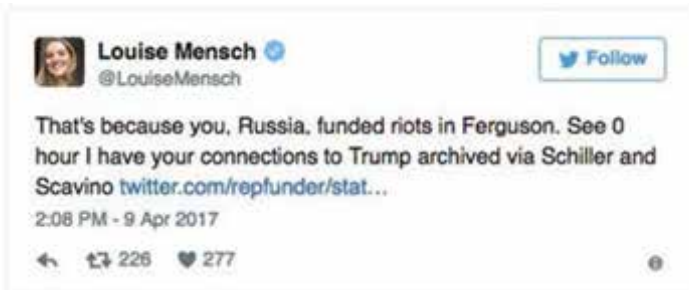 Louise Mensch
@LouiseMensch
Follow
That's because you, Russia, funded riots in Ferguson. See 0
hour I have your connections to Trump archived via Schiller and
Scavino twitter.com/repfunder/stat...
2:08 PM - 9 Apr 2017
226 277